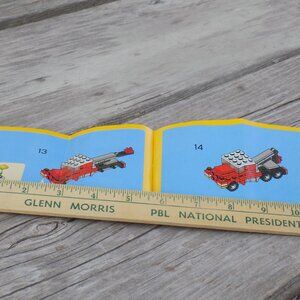 13
14
1 2 3 4 5 6 7 8 9 10
GLENN MORRIS PBL NATIONAL PRESIDENT